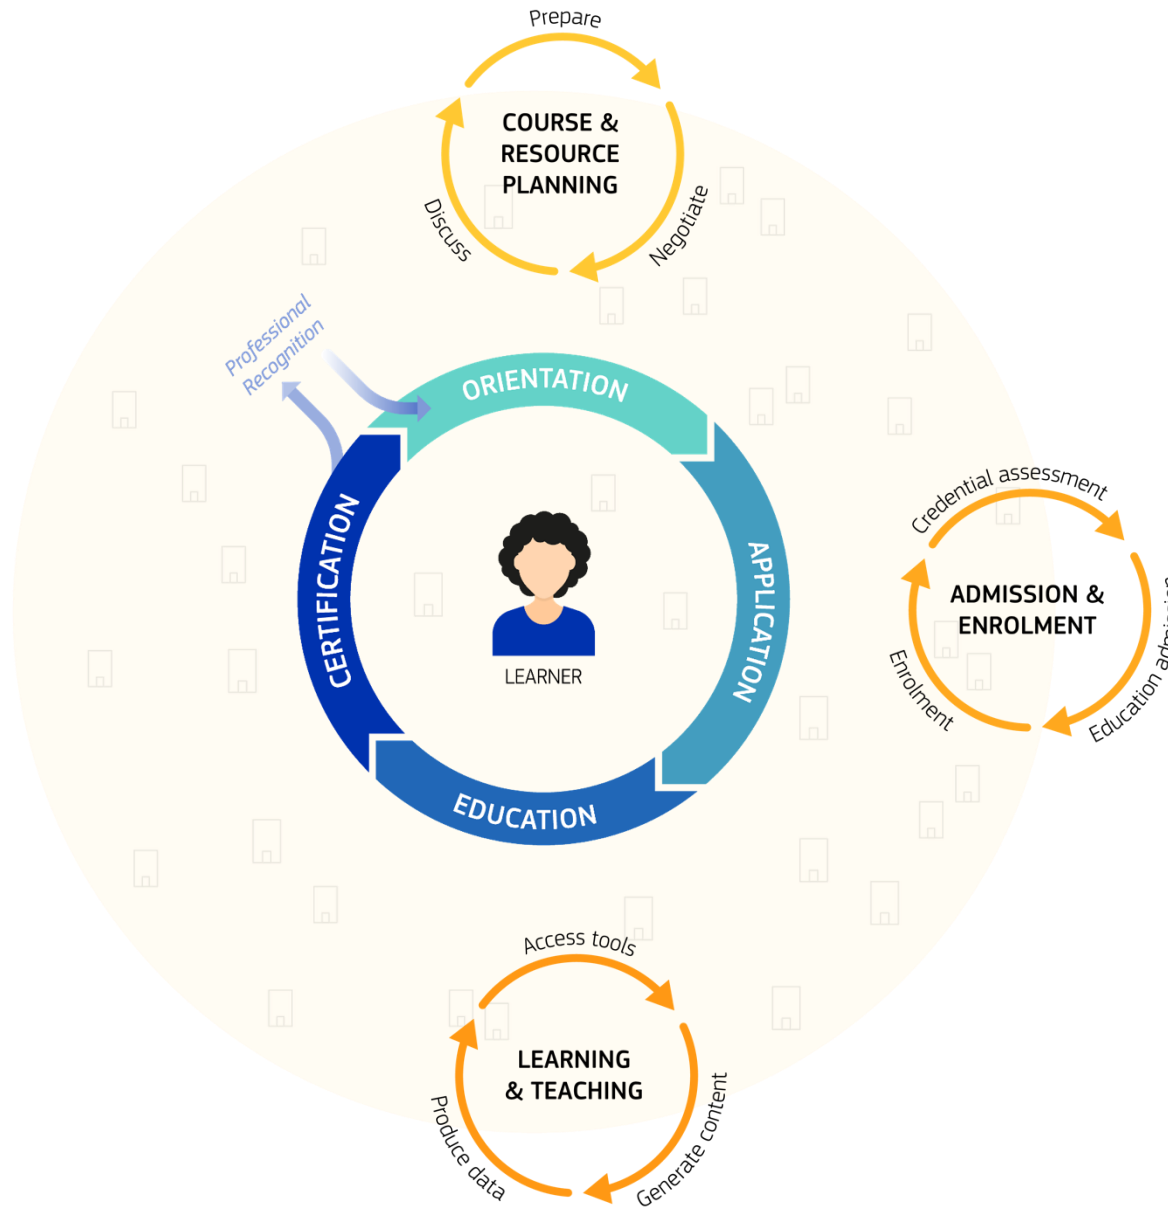 Prepare
COURSE &
RESOURCE
PLANNING
Discuss
Negotiate
Professional
Recognition
ORIENTATION
APPLICATION
EDUCATION
CERTIFICATION
LEARNER
Credential assessment
ADMISSION &
ENROLMENT
Enrolment
Education admission
Access tools
LEARNING
& TEACHING
Produce data
Generate content